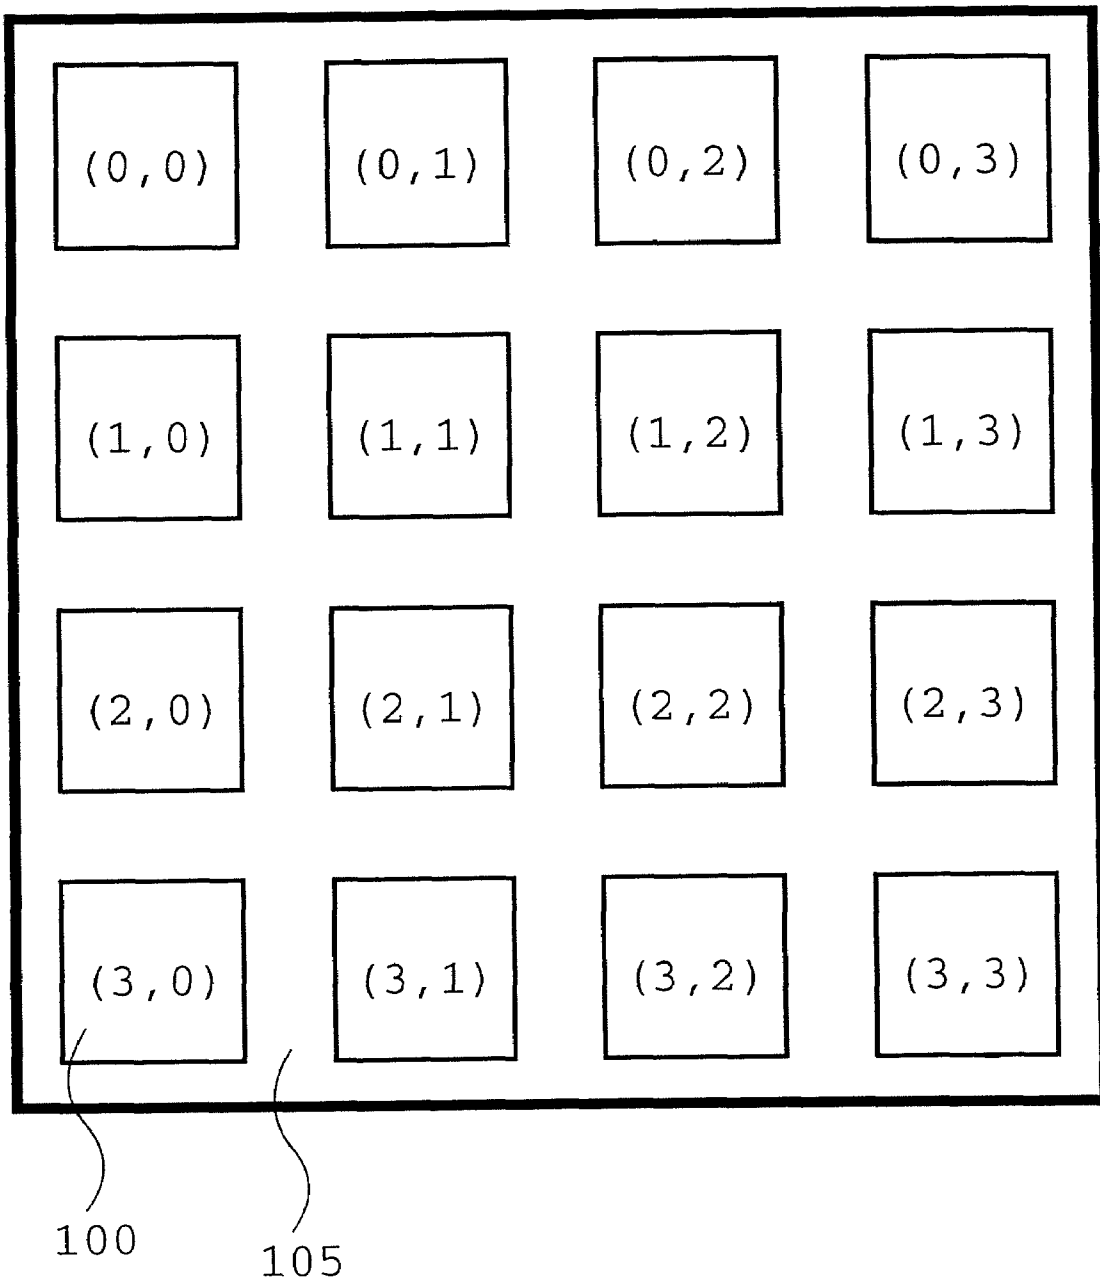 (0,0) (0,1) (0,2) (0,3)
(1,0) (1,1) (1,2) (1,3)
(2,0) (2,1) (2,2) (2,3)
(3,0) (3,1) (3,2) (3,3)
100
105